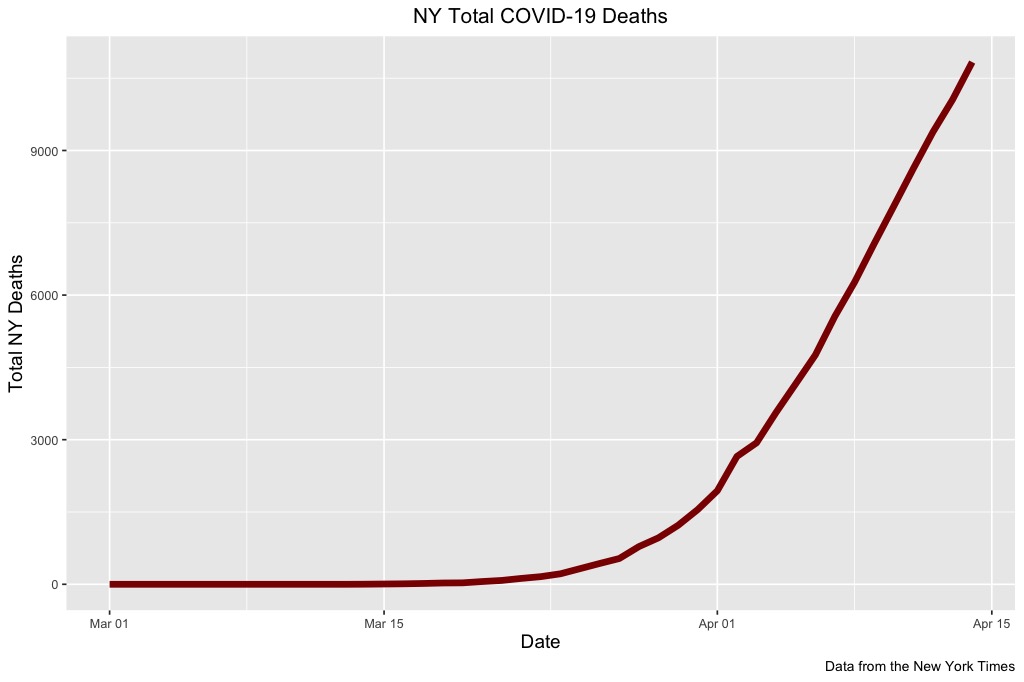 NY Total COVID-19 Deaths
Total NY Deaths
9000
6000
3000
0
Mar 01
Mar 15
Apr 01
Apr 15
Date
Data from the New York Times